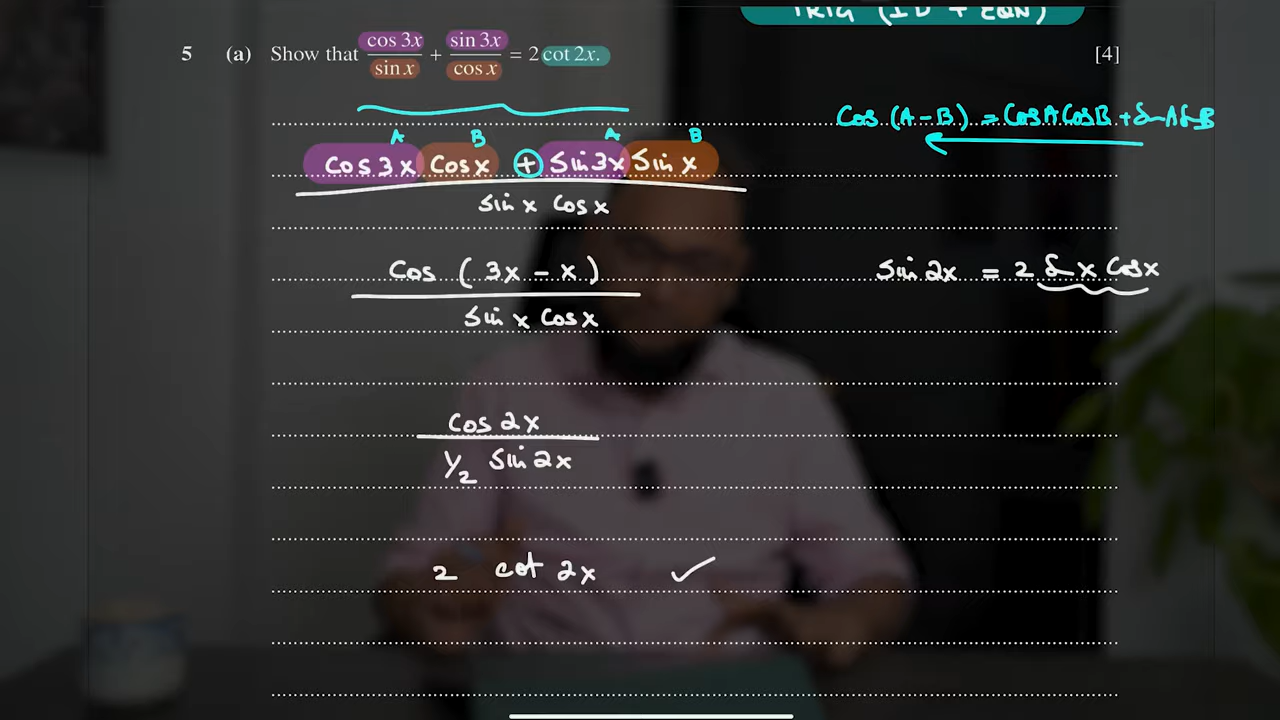 TRIG (ID + EQN)
5 (a) Show that cos 3x / sin x + sin 3x / cos x = 2 cot 2x. [4]
Cos (A - B) = CosA CosB + SinA SinB
A B A B
Cos 3x Cos x + Sin 3x Sin x
Sin x Cos x
Cos (3x - x)
Sin x Cos x
Sin 2x = 2 Sin x Cos x
Cos 2x
1/2 Sin 2x
2 cot 2x ✓